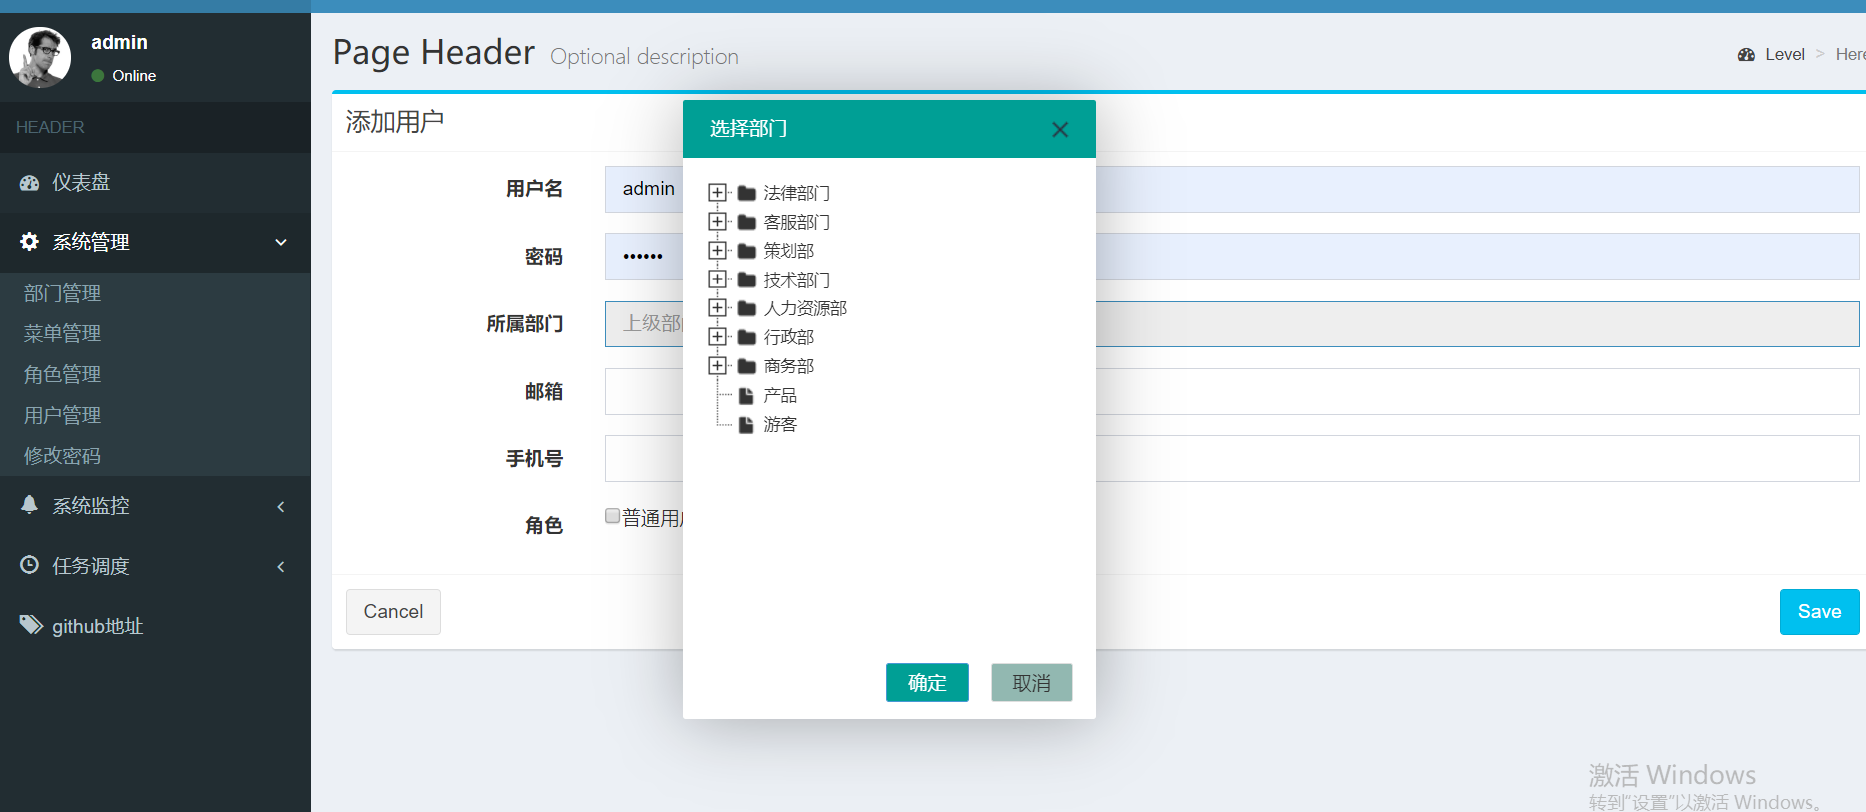 admin
Online
HEADER
仪表盘
系统管理
部门管理
菜单管理
角色管理
用户管理
修改密码
系统监控
任务调度
github地址
Page Header Optional description
Level > Here
添加用户
用户名 admin
密码 ••••••
所属部门 上级部
邮箱
手机号
角色 普通用户
Cancel
Save
选择部门
法律部门
客服部门
策划部
技术部门
人力资源部
行政部
商务部
产品
游客
确定 取消
激活 Windows
转到“设置”以激活 Windows。